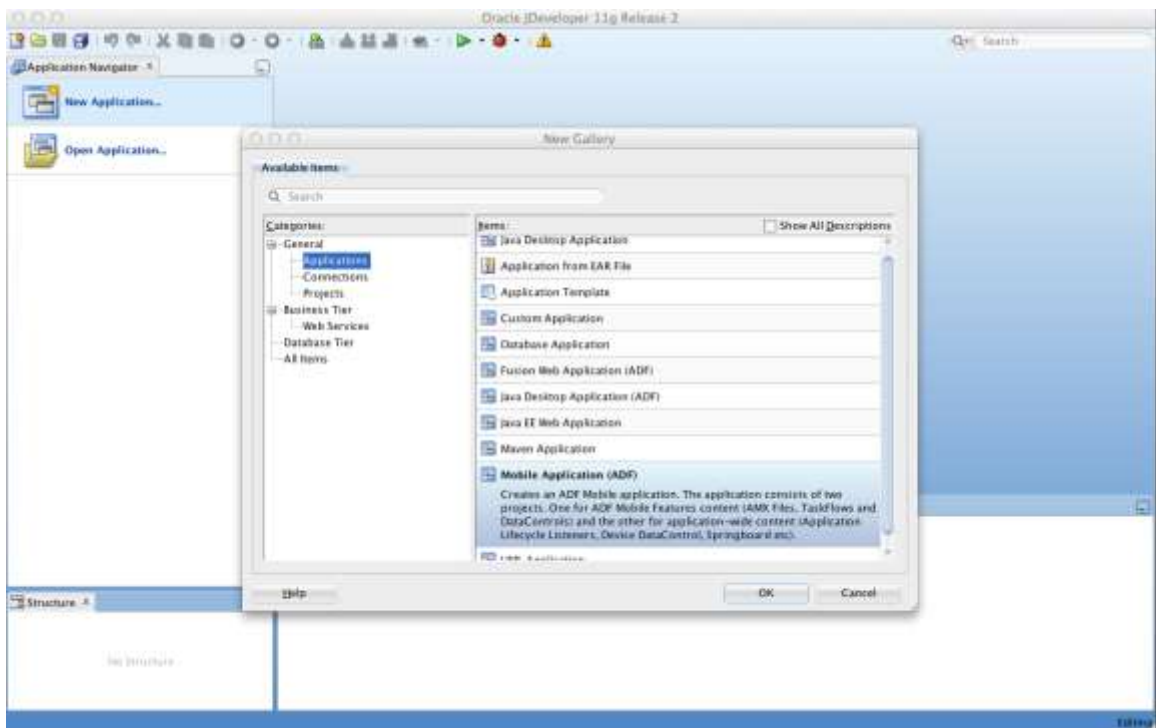 Oracle JDeveloper 11g Release 2
Search
Application Navigator
New Application...
Open Application...
New Gallery
Available Items
Search
Categories:
General
Applications
Connections
Projects
Business Tier
Web Services
Database Tier
All Items
Items:
Show All Descriptions
Java Desktop Application
Application from EAR File
Application Template
Custom Application
Database Application
Fusion Web Application (ADF)
Java Desktop Application (ADF)
Java EE Web Application
Maven Application
Mobile Application (ADF)
Creates an ADF Mobile application. The application consists of two
projects. One for ADF Mobile Features content (AMX Files, TaskFlows and
DataControls) and the other for application-wide content (Application
Lifecycle Listeners, Device DataControl, Springboard etc).
Application
Help
OK
Cancel
Structure
No Structure
Editing